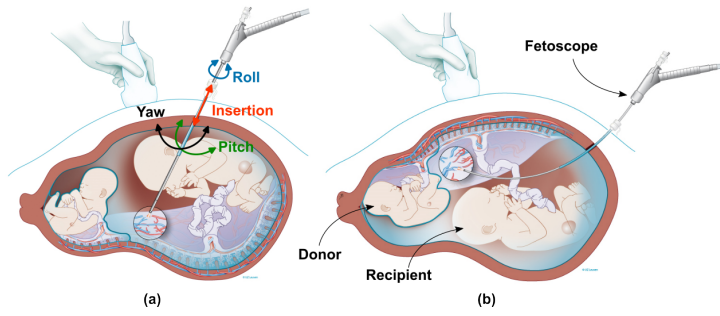 Roll
Insertion
Yaw
Pitch
(a)
Fetoscope
Donor
Recipient
(b)